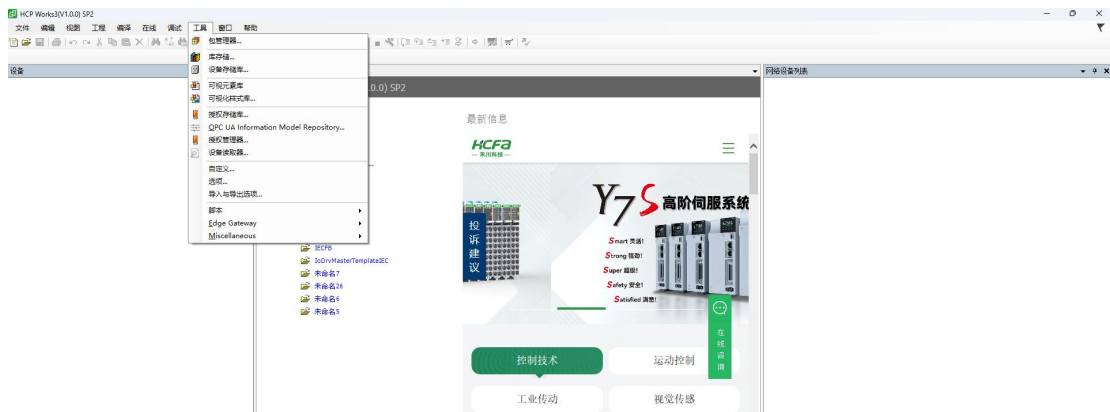 HCP Works3(V1.0.0) SP2
文件 编辑 视图 工程 编译 在线 调试 工具 窗口 帮助
包管理器...
库存储...
设备存储库...
可视元素库
可视化样式库...
授权存储库...
OPC UA Information Model Repository...
授权管理器...
设备读取器...
自定义...
选项...
导入与导出选项...
脚本
Edge Gateway
Miscellaneous
设备
.0.0) SP2
IECFB
IoDrvMasterTemplateIEC
未命名7
未命名26
未命名6
未命名5
最新信息
HCFA
禾川科技
投诉建议
Y7S 高阶伺服系统
Smart 灵活!
Strong 强劲!
Super 超级!
Safety 安全!
Satisfied 满意!
在线咨询
控制技术
运动控制
工业传动
视觉传感
网络设备列表